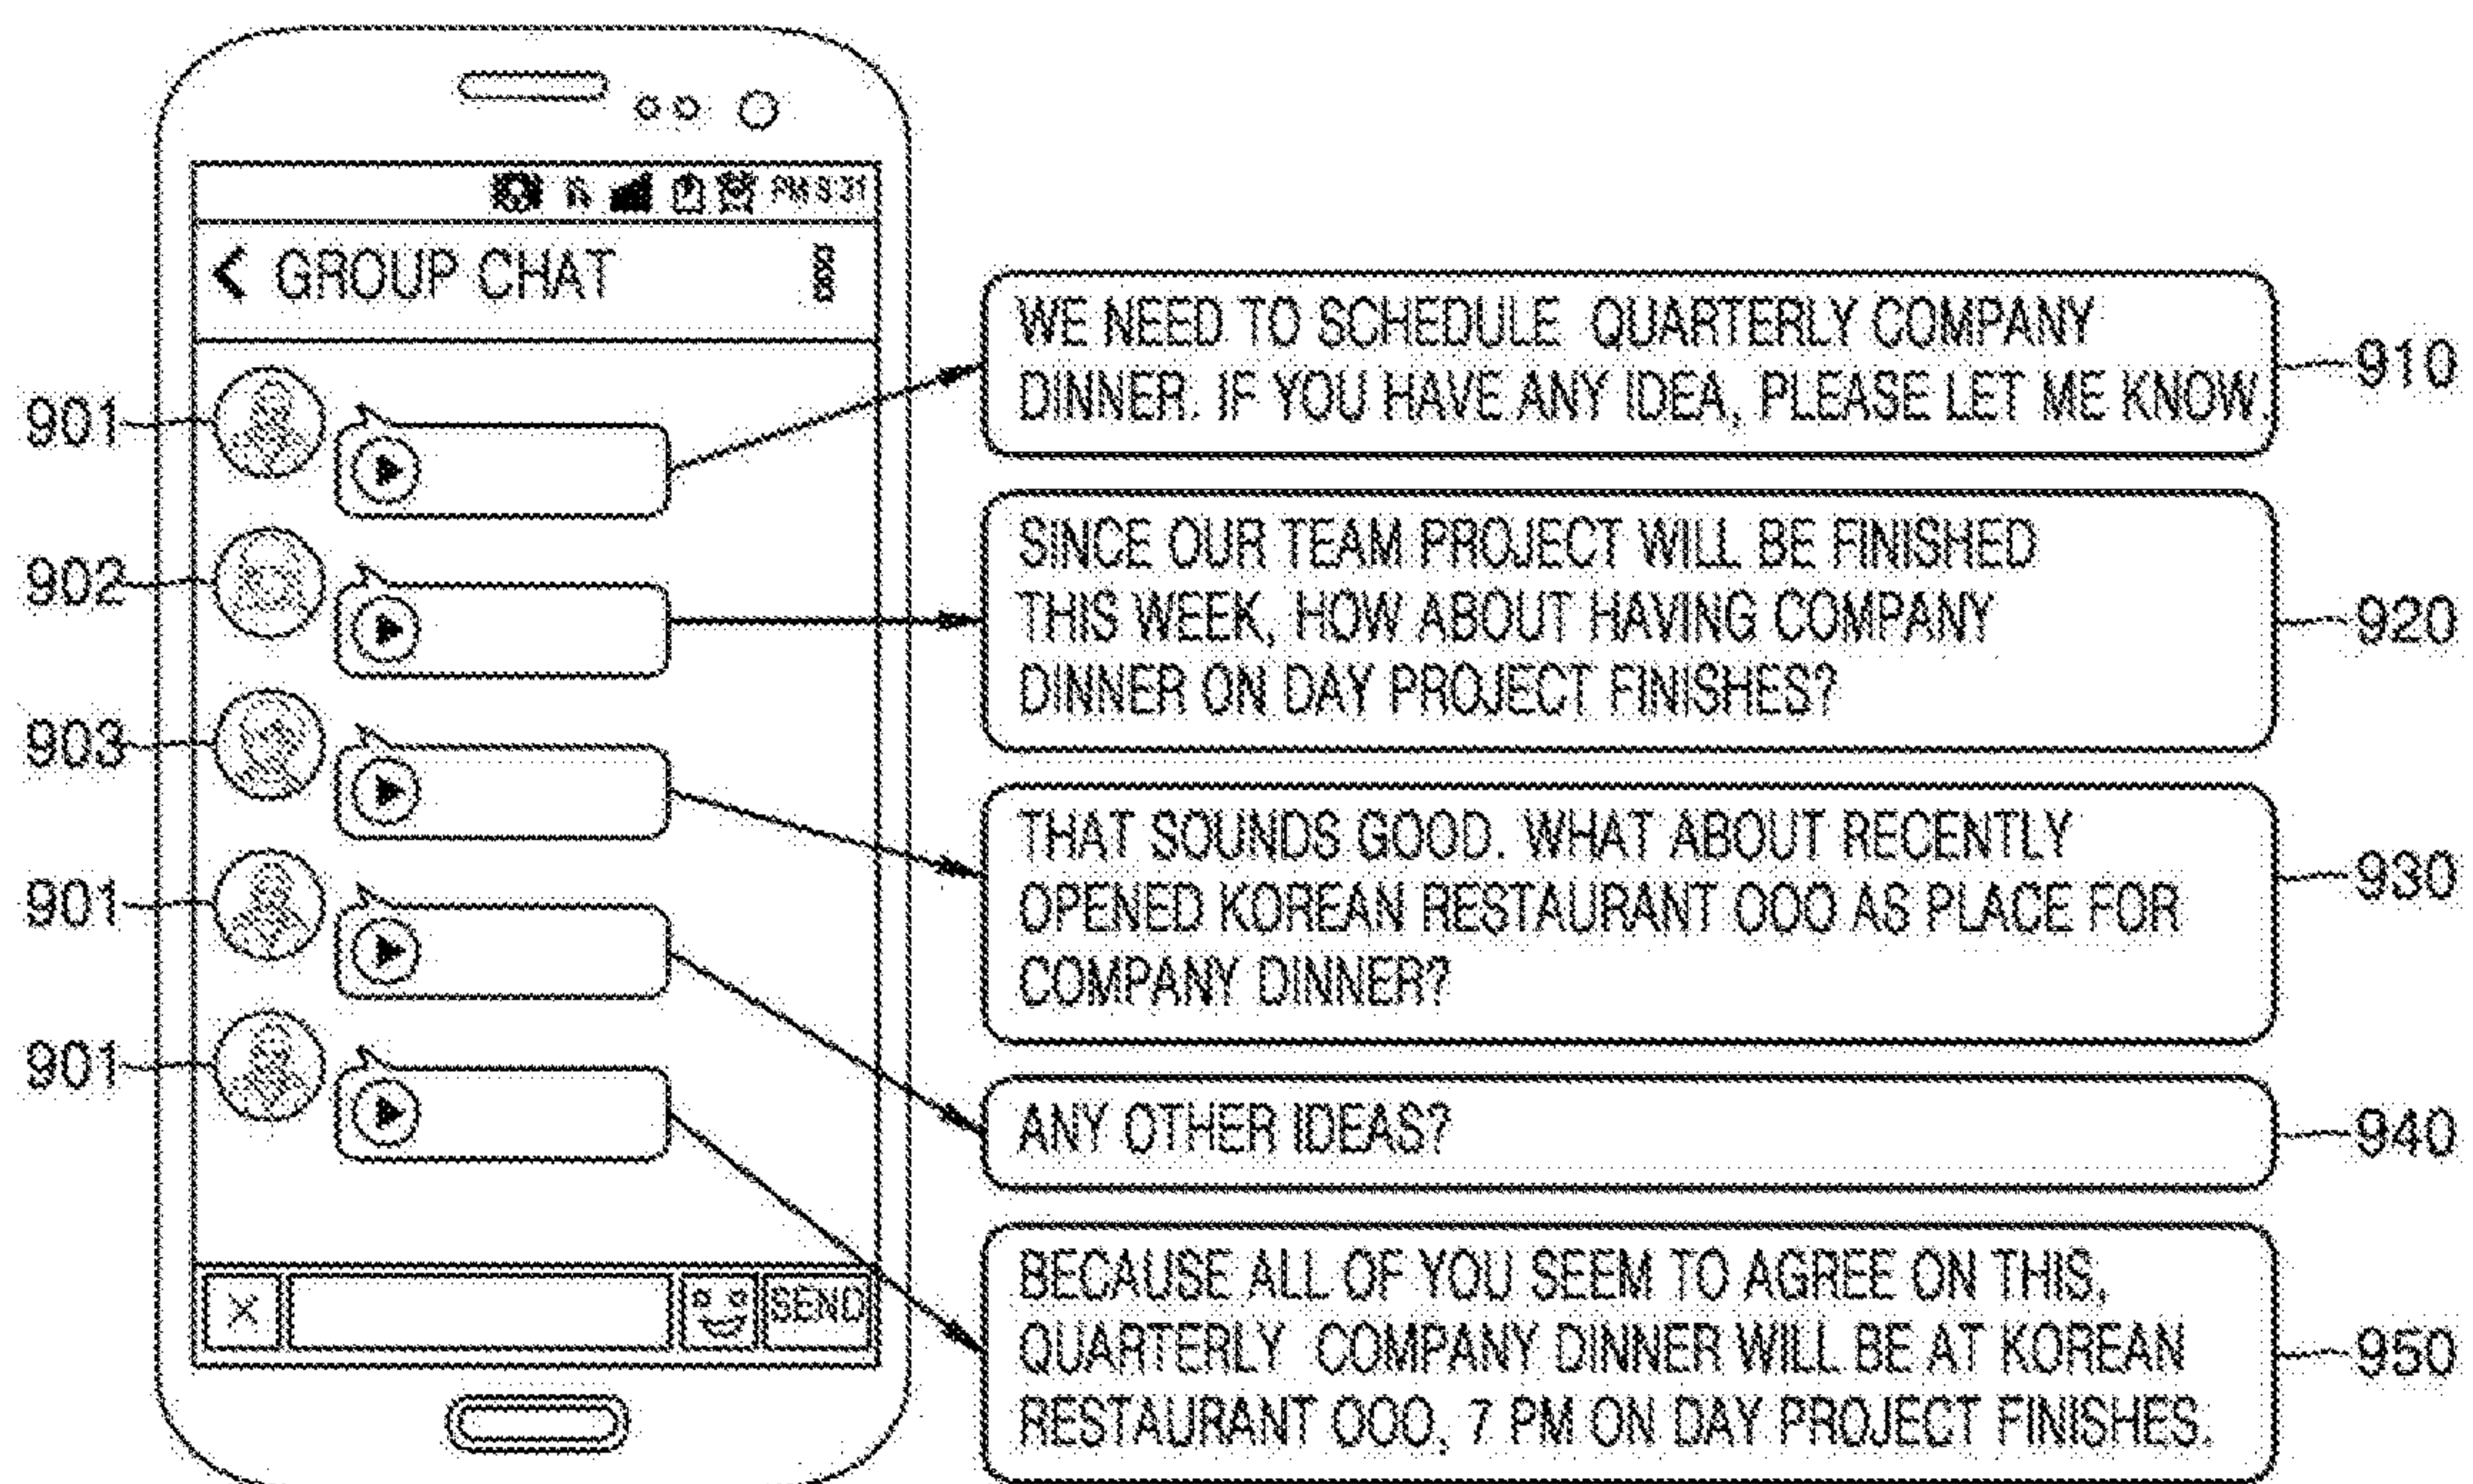 PM 8:31
GROUP CHAT
901
WE NEED TO SCHEDULE QUARTERLY COMPANY
DINNER. IF YOU HAVE ANY IDEA, PLEASE LET ME KNOW.
910
902
SINCE OUR TEAM PROJECT WILL BE FINISHED
THIS WEEK, HOW ABOUT HAVING COMPANY
DINNER ON DAY PROJECT FINISHES?
920
903
THAT SOUNDS GOOD. WHAT ABOUT RECENTLY
OPENED KOREAN RESTAURANT OOO AS PLACE FOR
COMPANY DINNER?
930
901
ANY OTHER IDEAS?
940
901
BECAUSE ALL OF YOU SEEM TO AGREE ON THIS,
QUARTERLY COMPANY DINNER WILL BE AT KOREAN
RESTAURANT OOO, 7 PM ON DAY PROJECT FINISHES.
950
SEND